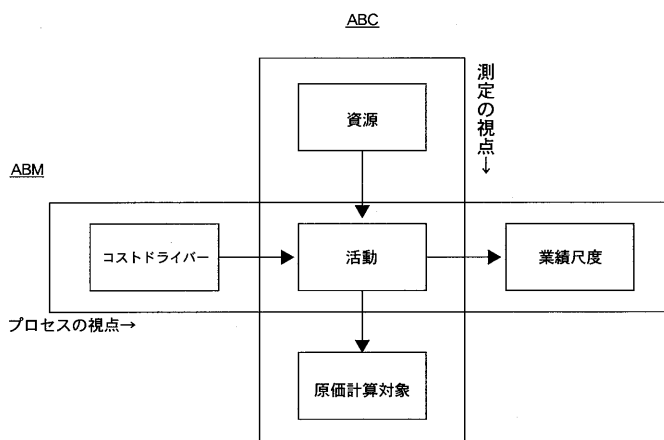 ABC
測定の視点→
資源
ABM
コストドライバー
活動
業績尺度
プロセスの視点→
原価計算対象